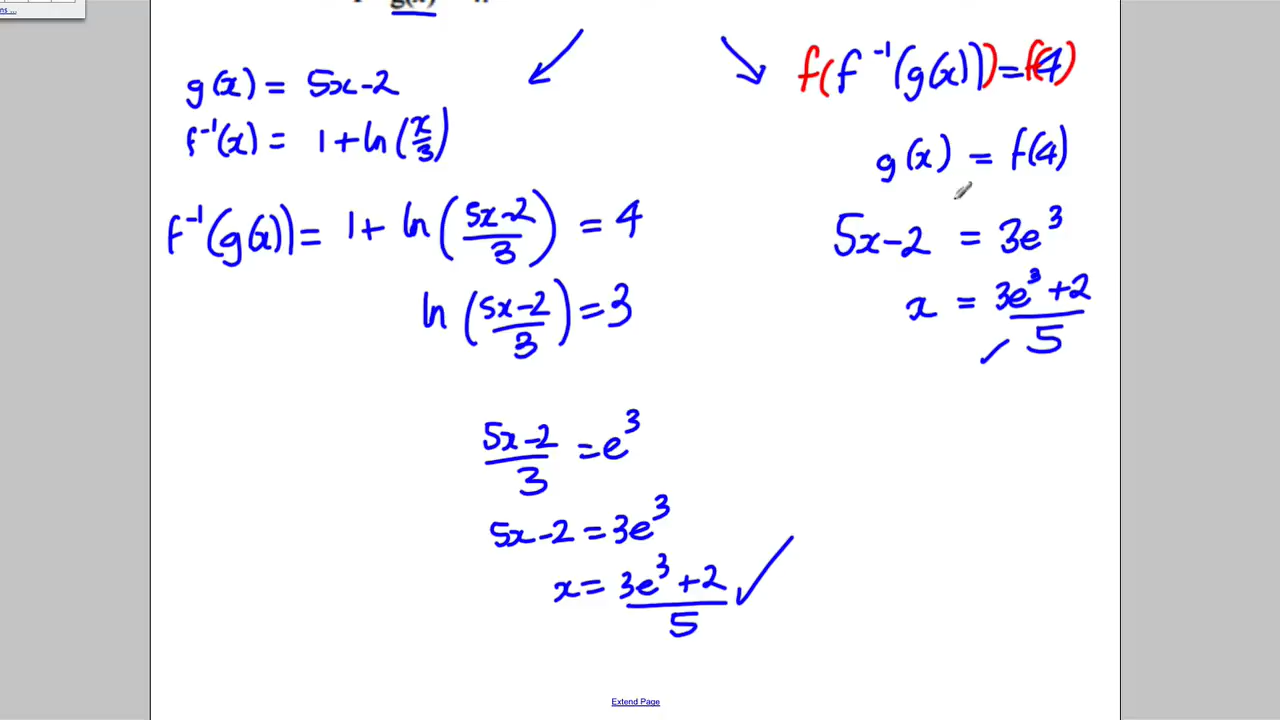 ns ...
g(x) = 5x-2
f⁻¹(x) = 1 + ln(x/3)
f⁻¹(g(x)) = 1 + ln((5x-2)/3) = 4
ln((5x-2)/3) = 3
(5x-2)/3 = e³
5x-2 = 3e³
x = (3e³+2)/5 ✓
f(f⁻¹(g(x))) = f(4)
g(x) = f(4)
5x-2 = 3e³
x = (3e³+2)/5 ✓
Extend Page